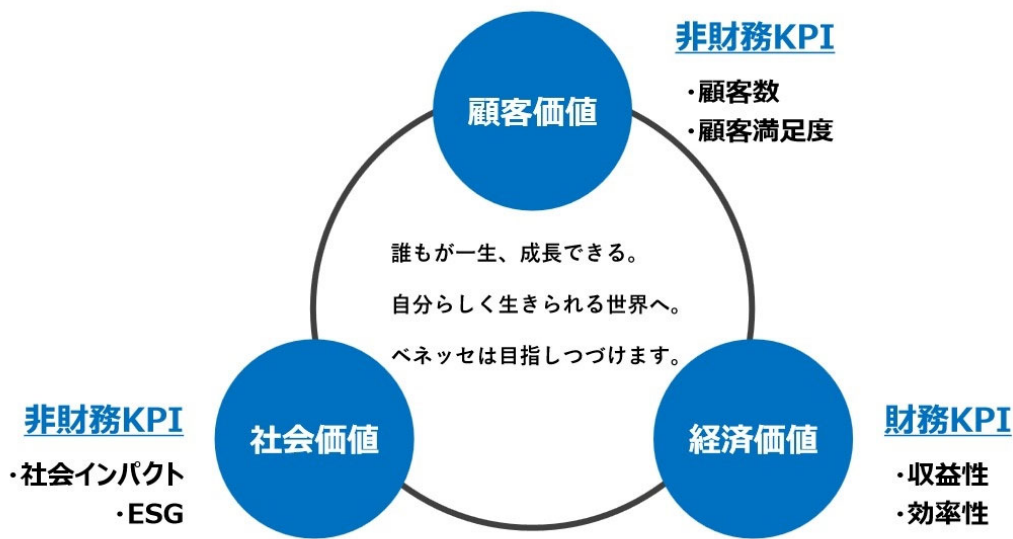 非財務KPI
・顧客数
・顧客満足度
顧客価値
誰もが一生、成長できる。
自分らしく生きられる世界へ。
ベネッセは目指しつづけます。
非財務KPI
・社会インパクト
・ESG
社会価値
経済価値
財務KPI
・収益性
・効率性